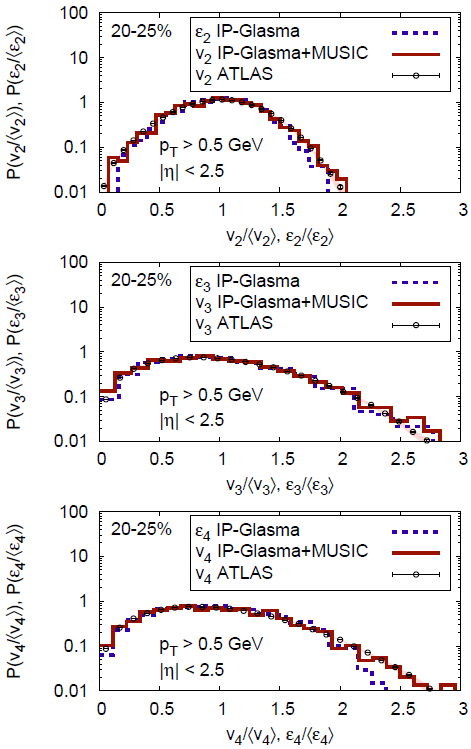 P(v2/⟨v2⟩), P(ε2/⟨ε2⟩)
100
10
1
0.1
0.01
20-25%
ε2 IP-Glasma
v2 IP-Glasma+MUSIC
v2 ATLAS
pT > 0.5 GeV
|η| < 2.5
0 0.5 1 1.5 2 2.5 3
v2/⟨v2⟩, ε2/⟨ε2⟩
P(v3/⟨v3⟩), P(ε3/⟨ε3⟩)
100
10
1
0.1
0.01
20-25%
ε3 IP-Glasma
v3 IP-Glasma+MUSIC
v3 ATLAS
pT > 0.5 GeV
|η| < 2.5
0 0.5 1 1.5 2 2.5 3
v3/⟨v3⟩, ε3/⟨ε3⟩
P(v4/⟨v4⟩), P(ε4/⟨ε4⟩)
100
10
1
0.1
0.01
20-25%
ε4 IP-Glasma
v4 IP-Glasma+MUSIC
v4 ATLAS
pT > 0.5 GeV
|η| < 2.5
0 0.5 1 1.5 2 2.5 3
v4/⟨v4⟩, ε4/⟨ε4⟩